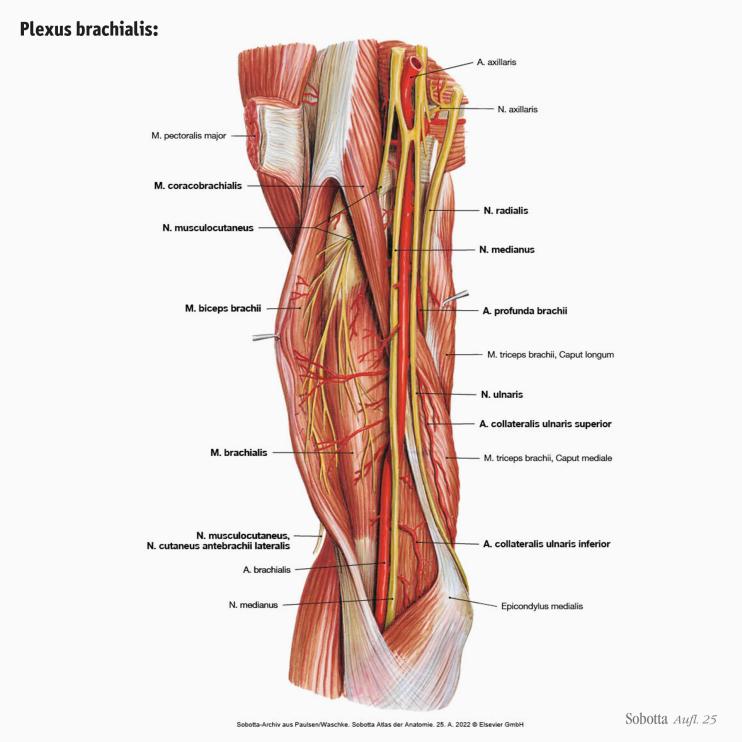 Plexus brachialis:
A. axillaris
N. axillaris
M. pectoralis major
M. coracobrachialis
N. musculocutaneus
N. radialis
N. medianus
M. biceps brachii
A. profunda brachii
M. triceps brachii, Caput longum
N. ulnaris
A. collateralis ulnaris superior
M. brachialis
M. triceps brachii, Caput mediale
N. musculocutaneus,
N. cutaneus antebrachii lateralis
A. collateralis ulnaris inferior
A. brachialis
N. medianus
Epicondylus medialis
Sobotta Aufl. 25
Sobotta-Archiv aus Paulsen/Waschke. Sobotta Atlas der Anatomie. 25. A. 2022 © Elsevier GmbH